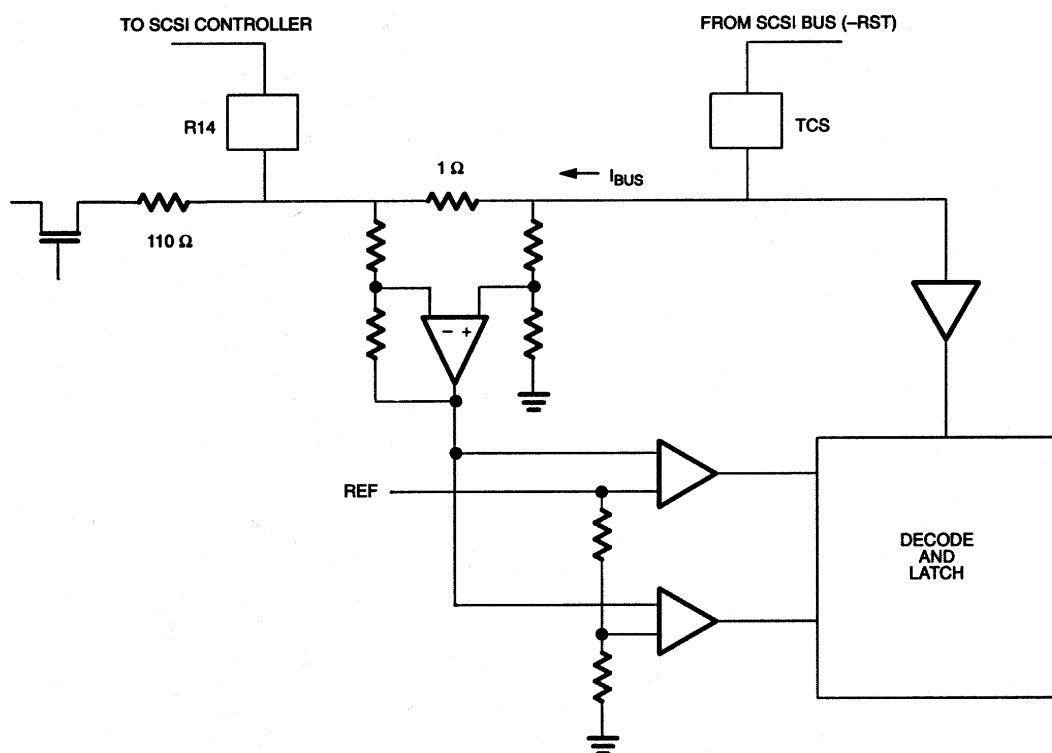 TO SCSI CONTROLLER
FROM SCSI BUS (–RST)
R14
TCS
1 Ω
I_BUS
110 Ω
– +
REF
DECODE
AND
LATCH